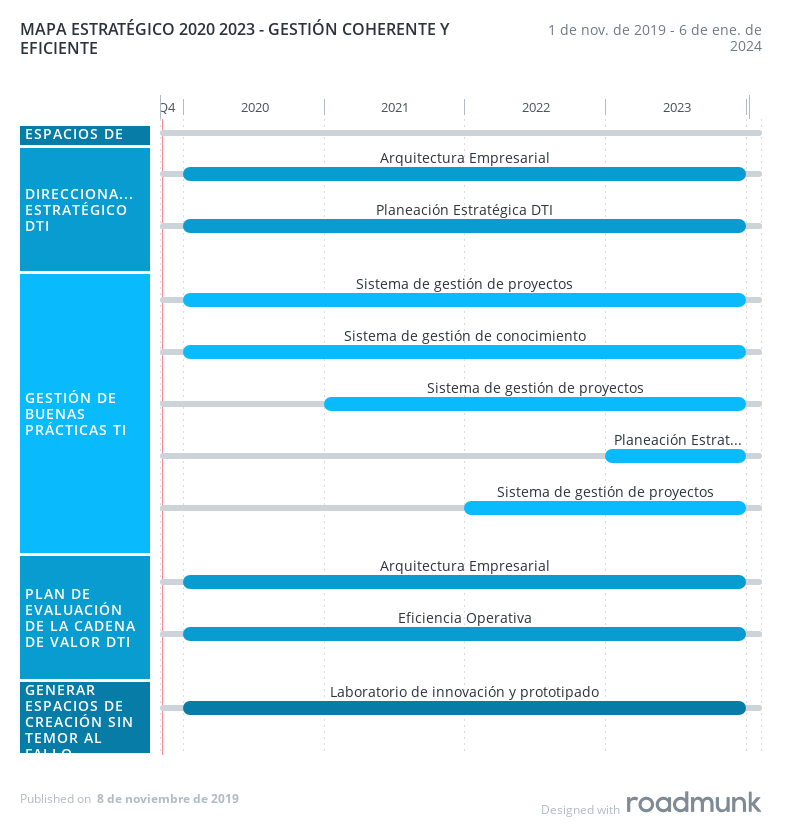 MAPA ESTRATÉGICO 2020 2023 - GESTIÓN COHERENTE Y
EFICIENTE
1 de nov. de 2019 - 6 de ene. de
2024
Q4 2020 2021 2022 2023
ESPACIOS DE
DIRECCIONA...
ESTRATÉGICO
DTI
Arquitectura Empresarial
Planeación Estratégica DTI
GESTIÓN DE
BUENAS
PRÁCTICAS TI
Sistema de gestión de proyectos
Sistema de gestión de conocimiento
Sistema de gestión de proyectos
Planeación Estrat...
Sistema de gestión de proyectos
PLAN DE
EVALUACIÓN
DE LA CADENA
DE VALOR DTI
Arquitectura Empresarial
Eficiencia Operativa
GENERAR
ESPACIOS DE
CREACIÓN SIN
TEMOR AL
FALLO
Laboratorio de innovación y prototipado
Published on 8 de noviembre de 2019
Designed with roadmunk